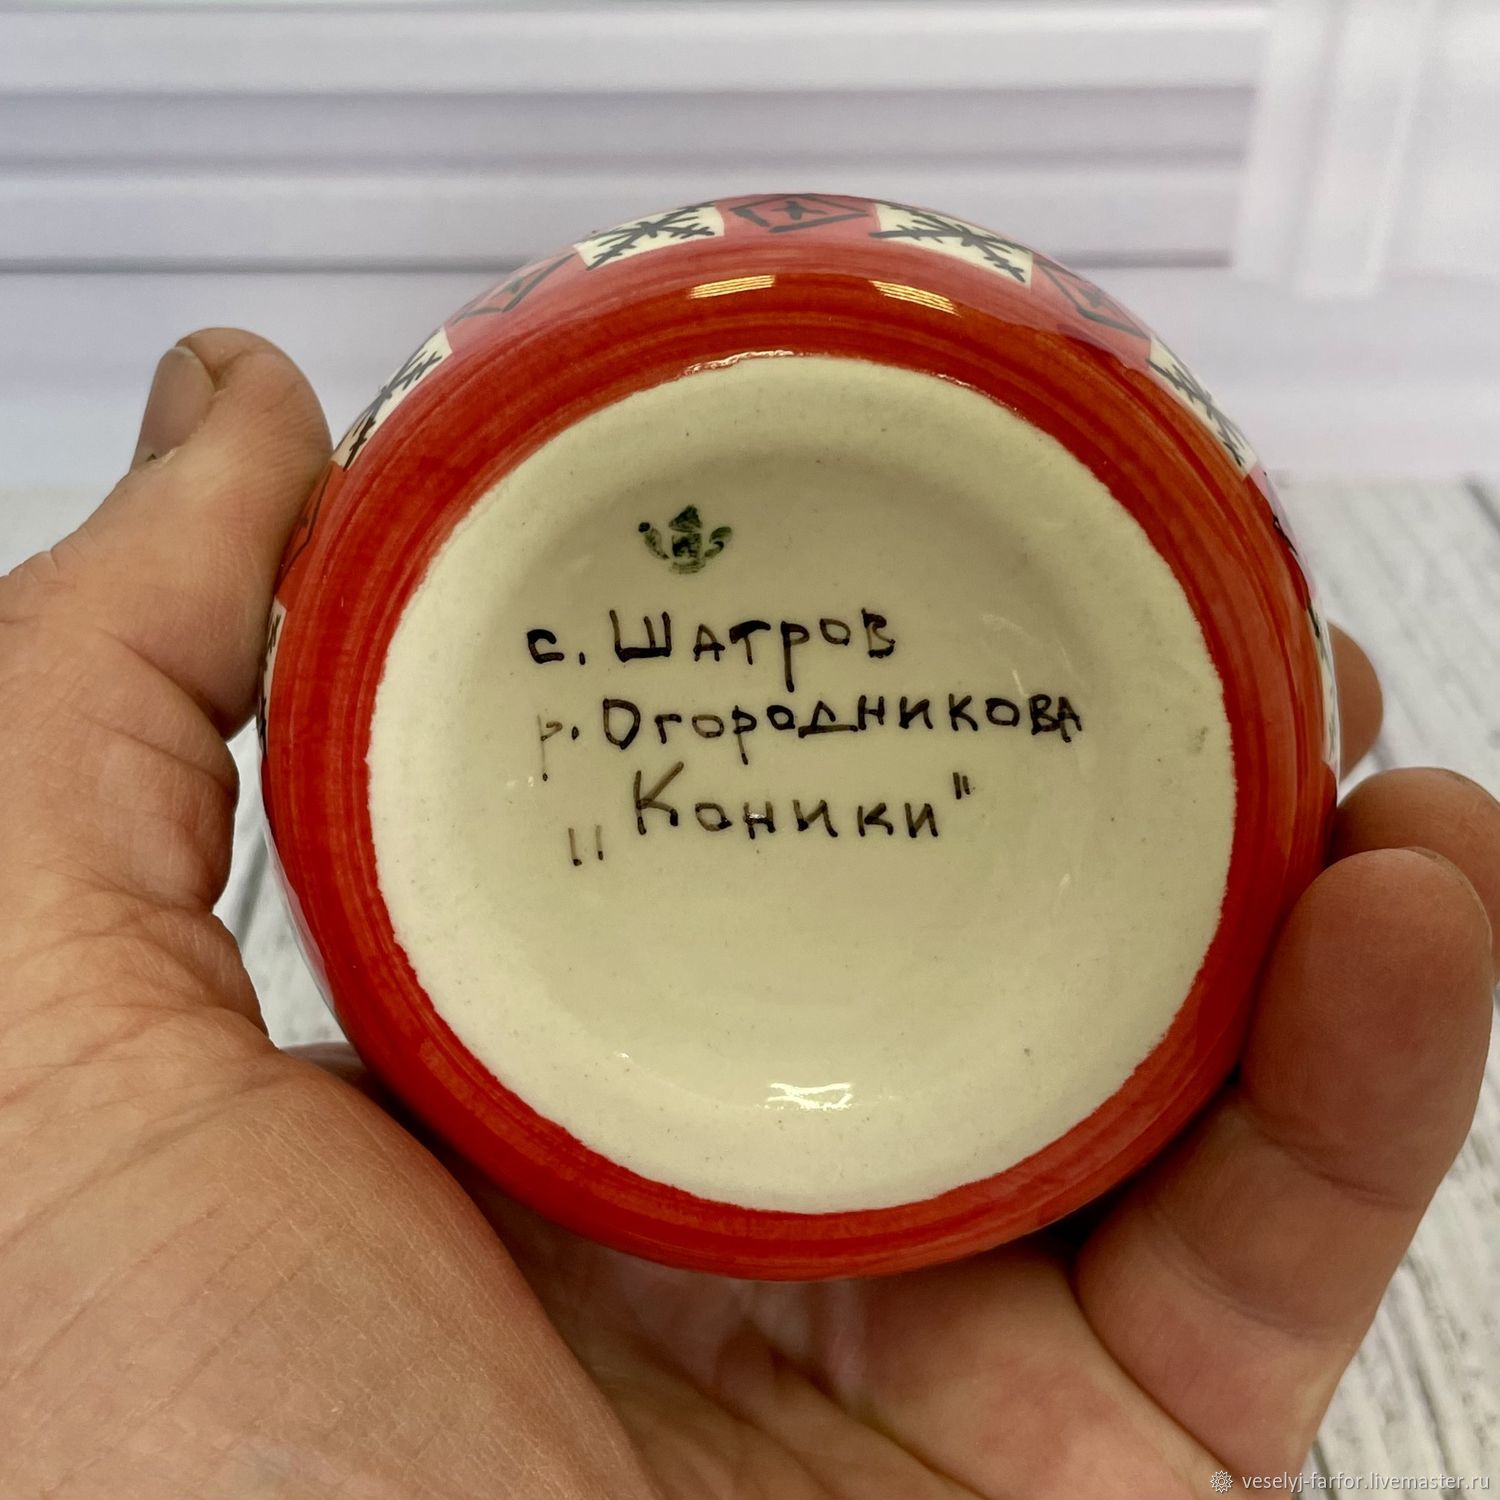 с. Шатров
р. Огородникова
„Коники"
veselyj-farfor.livemaster.ru